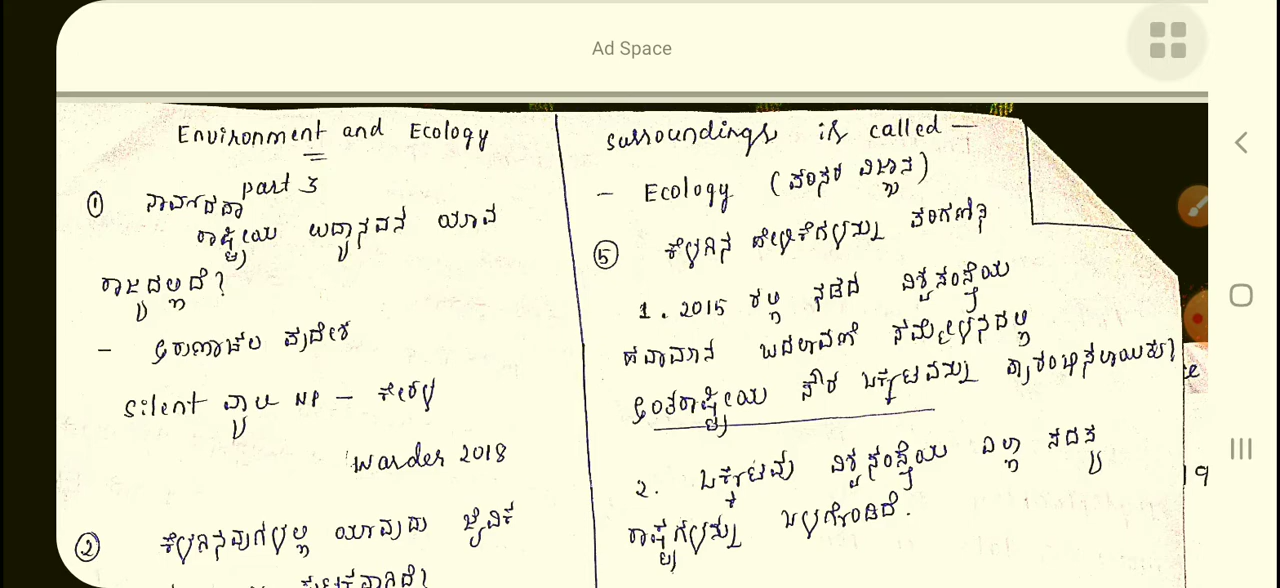 Ad Space
Environment and Ecology
part 3
① ನಾಮದಫಾ
ರಾಷ್ಟ್ರೀಯ ಉದ್ಯಾನವನ ಯಾವ
ರಾಜ್ಯದಲ್ಲಿದೆ?
- ಅರುಣಾಚಲ ಪ್ರದೇಶ
Silent ವ್ಯಾಲಿ NP - ಕೇರಳ
Warder 2018
② ಕೆಳಗಿನವುಗಳಲ್ಲಿ ಯಾವುದು ಜೈವಿಕ
surroundings is called -
- Ecology (ಪರಿಸರ ವಿಜ್ಞಾನ)
⑤ ಕೆಳಗಿನ ಹೇಳಿಕೆಗಳನ್ನು ಪರಿಗಣಿಸಿ
1. 2015 ರಲ್ಲಿ ನಡೆದ ವಿಶ್ವಸಂಸ್ಥೆಯ
ಹವಾಮಾನ ಬದಲಾವಣೆ ಸಮ್ಮೇಳನದಲ್ಲಿ
ಅಂತರಾಷ್ಟ್ರೀಯ ಸೌರ ಒಕ್ಕೂಟವನ್ನು ಪ್ರಾರಂಭಿಸಲಾಯಿತು
2. ಒಕ್ಕೂಟವು ವಿಶ್ವಸಂಸ್ಥೆಯ ಎಲ್ಲಾ ಸದಸ್ಯ
ರಾಷ್ಟ್ರಗಳನ್ನು ಒಳಗೊಂಡಿದೆ.